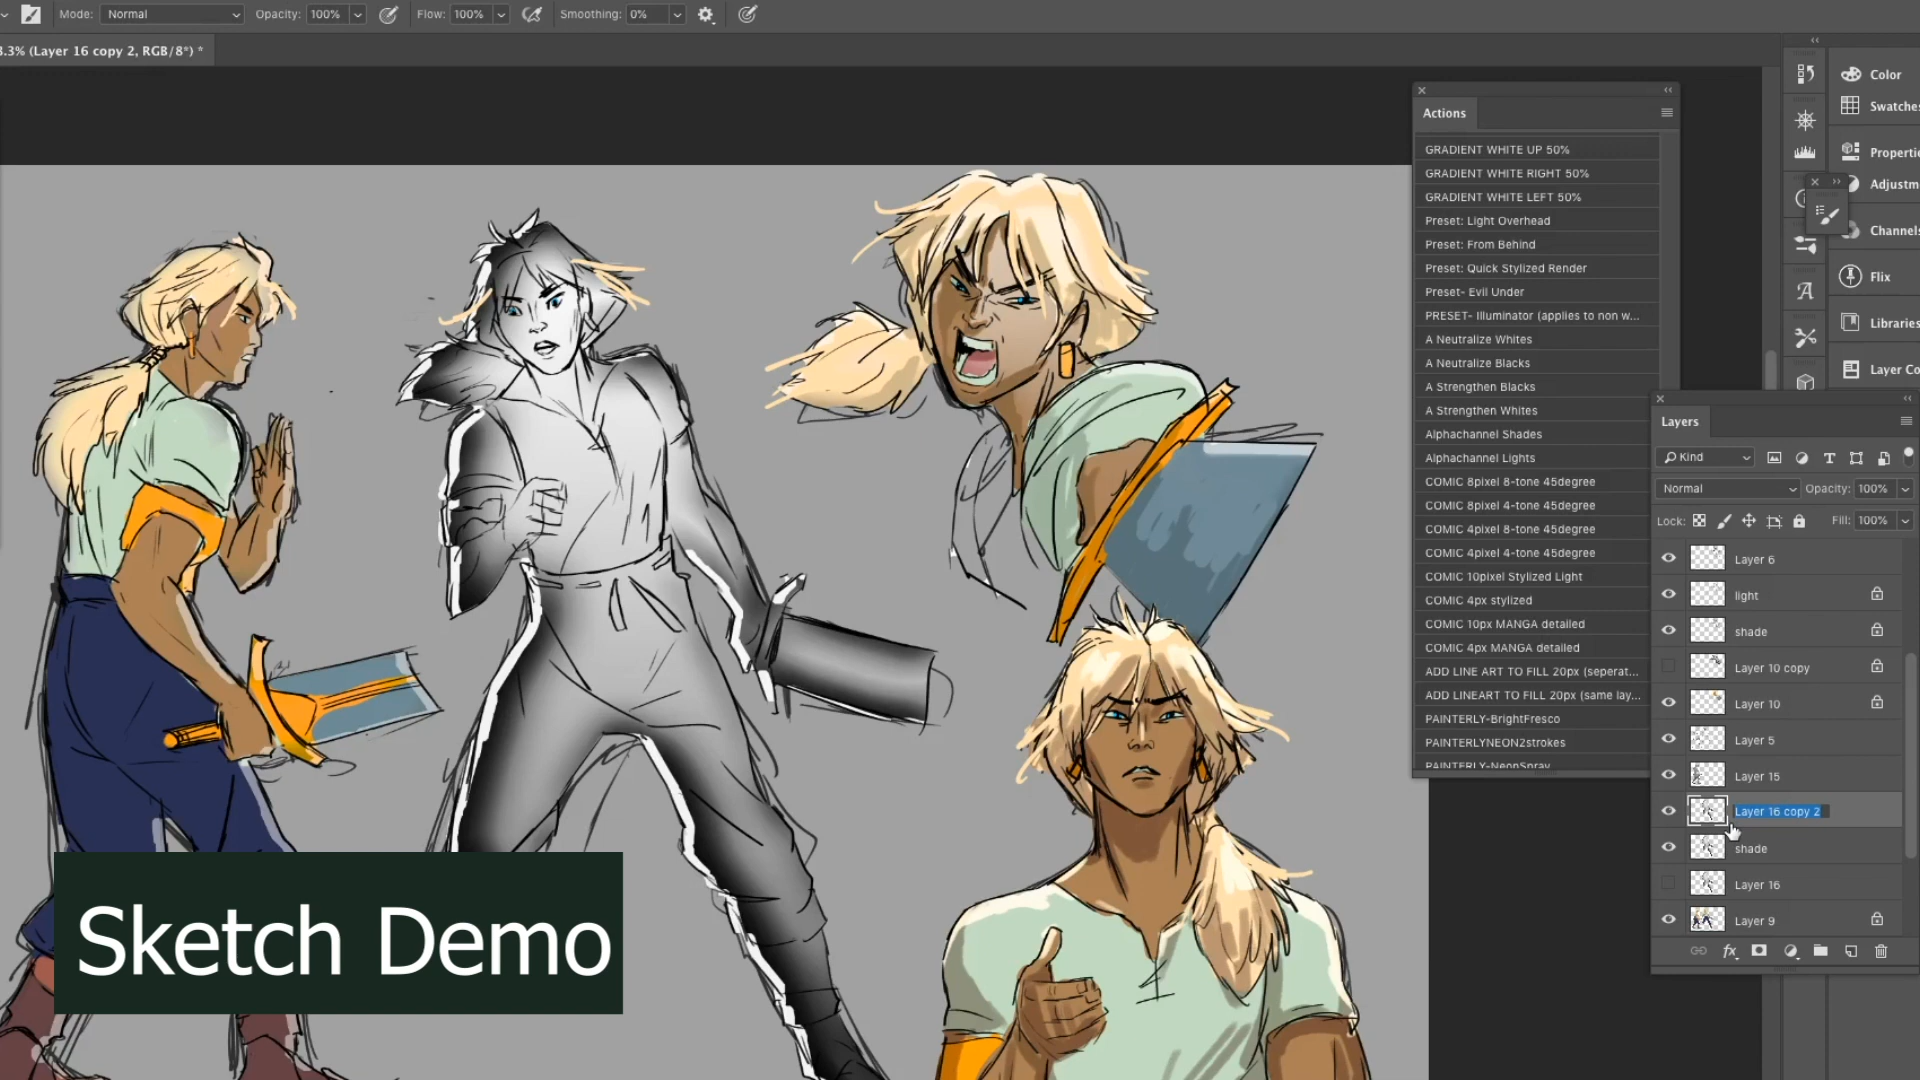 Mode: Normal Opacity: 100% Flow: 100% Smoothing: 0%
3.3% (Layer 16 copy 2, RGB/8*) *
Color
Swatches
Properti
Adjustm
Channels
Flix
Libraries
Layer Co
Actions
GRADIENT WHITE UP 50%
GRADIENT WHITE RIGHT 50%
GRADIENT WHITE LEFT 50%
Preset: Light Overhead
Preset: From Behind
Preset: Quick Stylized Render
Preset- Evil Under
PRESET- Illuminator (applies to non w...
A Neutralize Whites
A Neutralize Blacks
A Strengthen Blacks
A Strengthen Whites
Alphachannel Shades
Alphachannel Lights
COMIC 8pixel 8-tone 45degree
COMIC 8pixel 4-tone 45degree
COMIC 4pixel 8-tone 45degree
COMIC 4pixel 4-tone 45degree
COMIC 10pixel Stylized Light
COMIC 4px stylized
COMIC 10px MANGA detailed
COMIC 4px MANGA detailed
ADD LINE ART TO FILL 20px (seperat...
ADD LINEART TO FILL 20px (same lay...
PAINTERLY-BrightFresco
PAINTERLYNEON2strokes
PAINTERLY-NeonSpray
Layers
Kind
Normal Opacity: 100%
Lock: Fill: 100%
Layer 6
light
shade
Layer 10 copy
Layer 10
Layer 5
Layer 15
Layer 16 copy 2
shade
Layer 16
Layer 9
fx
Sketch Demo